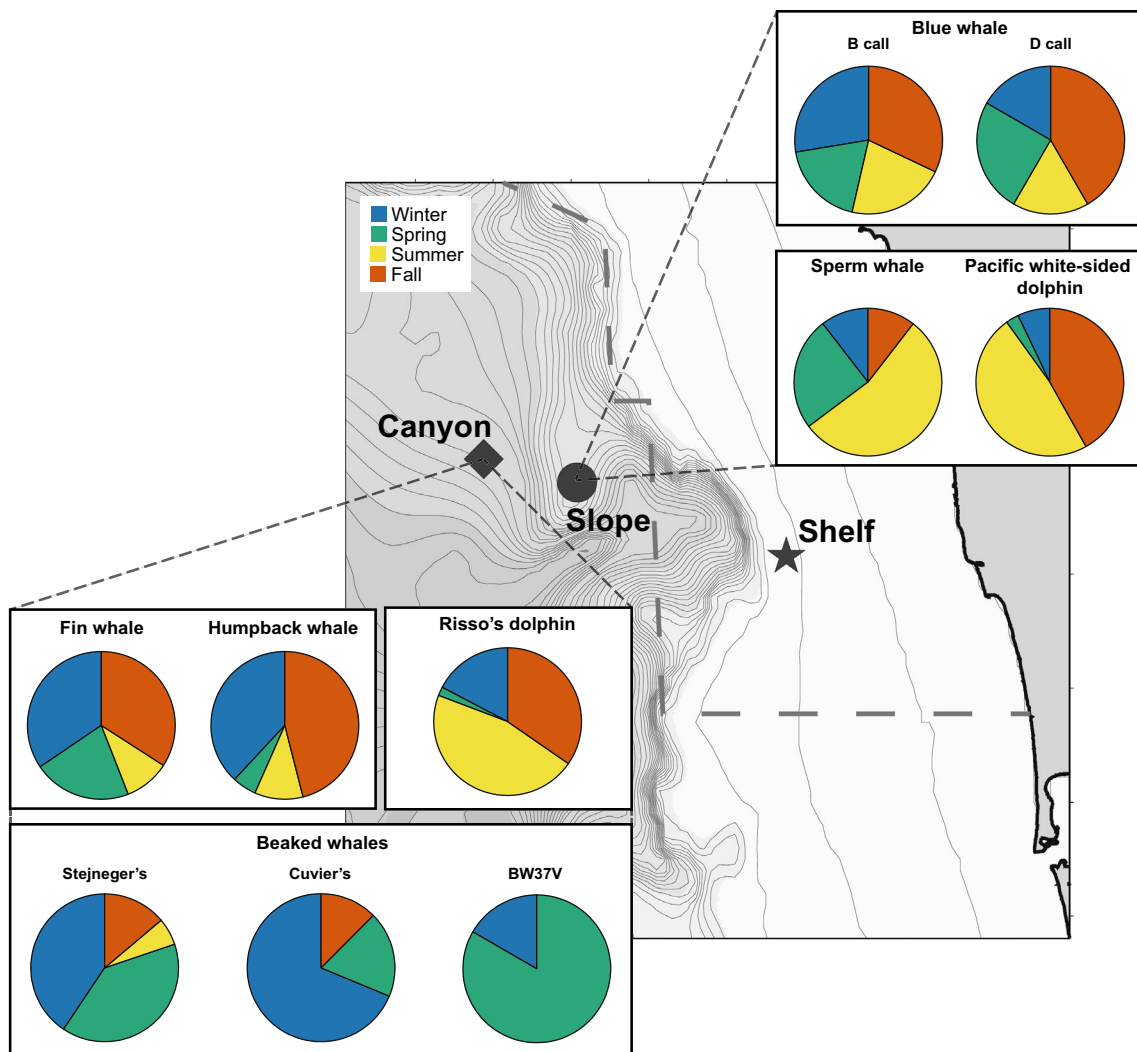 Blue whale
B call
D call
Winter
Spring
Summer
Fall
Sperm whale
Pacific white-sided
dolphin
Canyon
Slope
Shelf
Fin whale
Humpback whale
Risso's dolphin
Beaked whales
Stejneger's
Cuvier's
BW37V